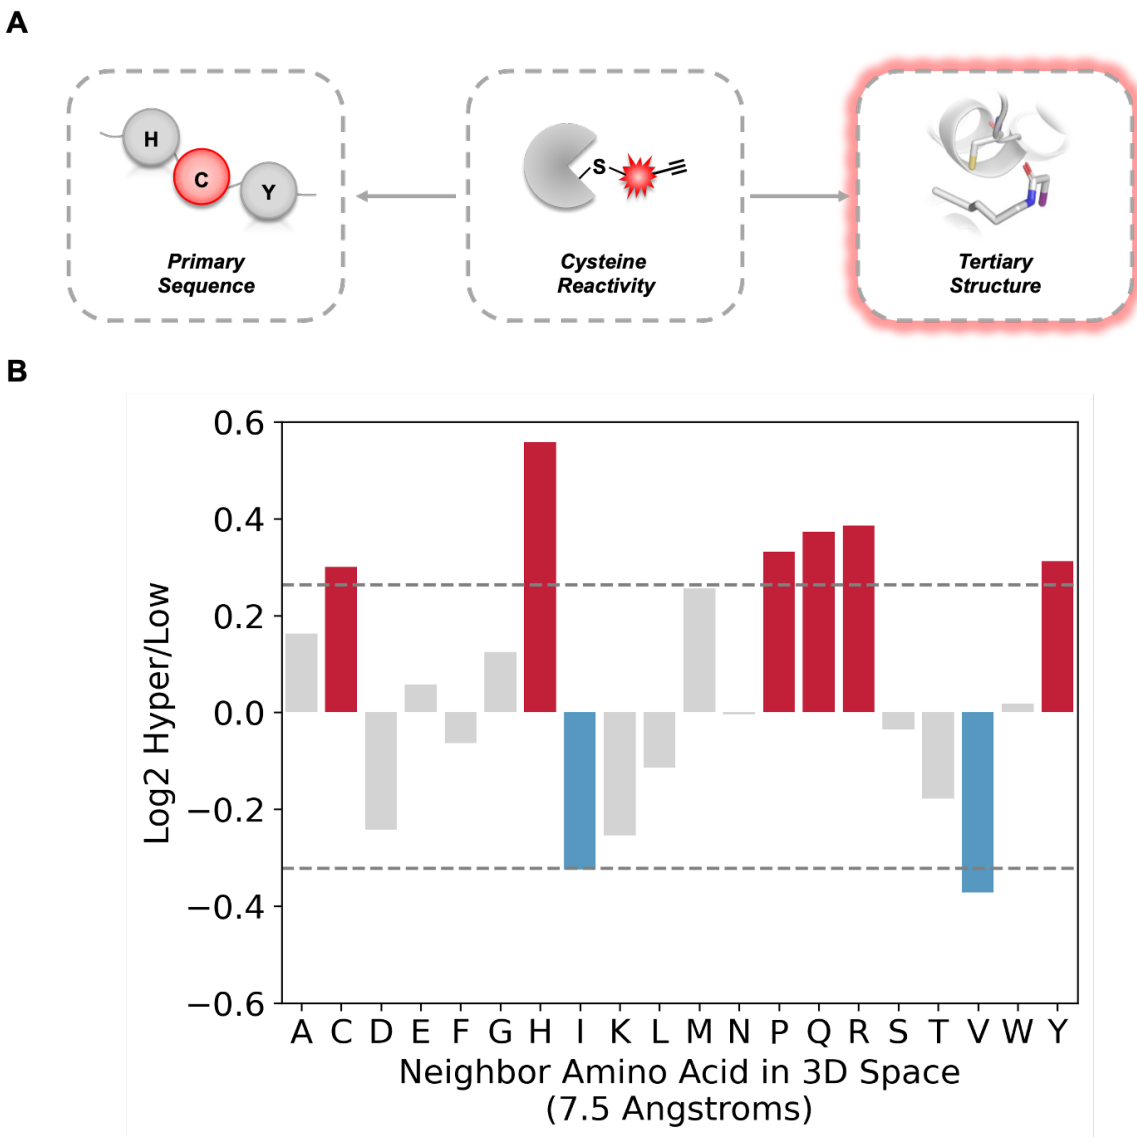 A
H
C
Y
S
Primary
Sequence
Cysteine
Reactivity
Tertiary
Structure
B
Log2 Hyper/Low
0.6
0.4
0.2
0.0
−0.2
−0.4
−0.6
A C D E F G H I K L M N P Q R S T V W Y
Neighbor Amino Acid in 3D Space
(7.5 Angstroms)